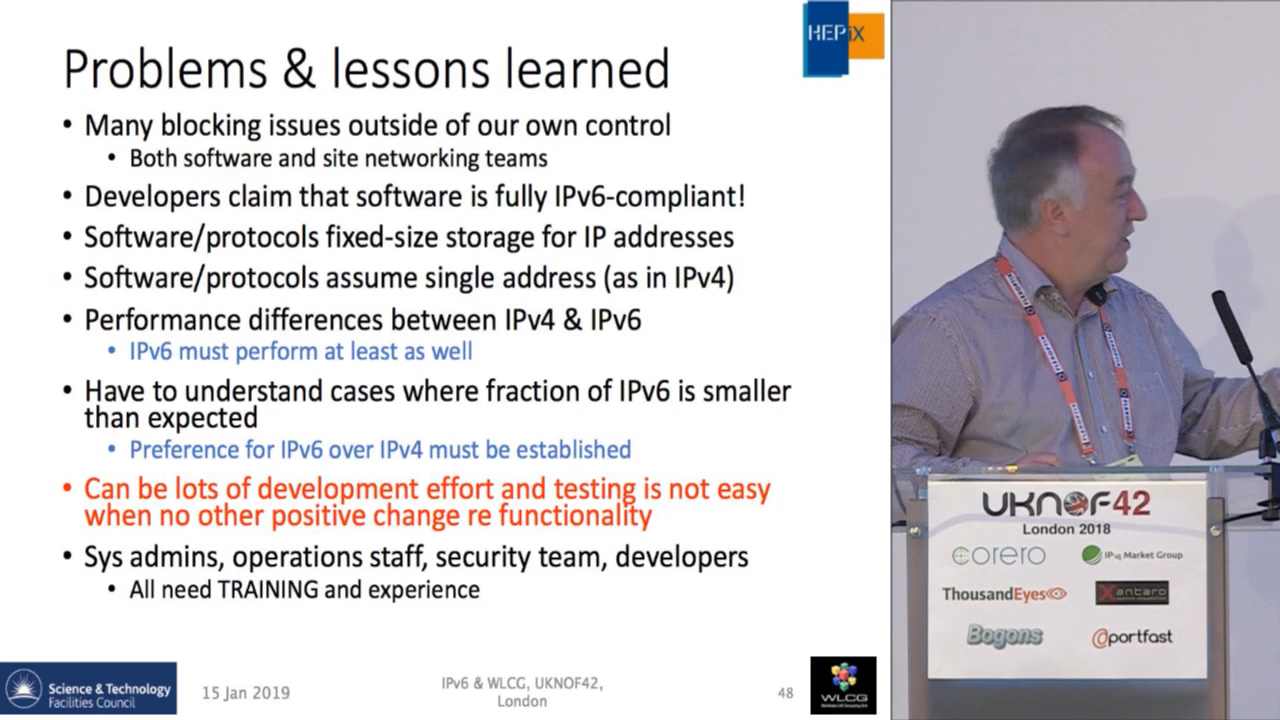 HEPiX
Problems & lessons learned
• Many blocking issues outside of our own control
• Both software and site networking teams
• Developers claim that software is fully IPv6-compliant!
• Software/protocols fixed-size storage for IP addresses
• Software/protocols assume single address (as in IPv4)
• Performance differences between IPv4 & IPv6
• IPv6 must perform at least as well
• Have to understand cases where fraction of IPv6 is smaller
than expected
• Preference for IPv6 over IPv4 must be established
• Can be lots of development effort and testing is not easy
when no other positive change re functionality
• Sys admins, operations staff, security team, developers
• All need TRAINING and experience
Science & Technology
Facilities Council
15 Jan 2019
IPv6 & WLCG, UKNOF42,
London
48
WLCG
UKNOF42
London 2018
corero
IPv4 Market Group
ThousandEyes
Xantaro
Bogons
portfast